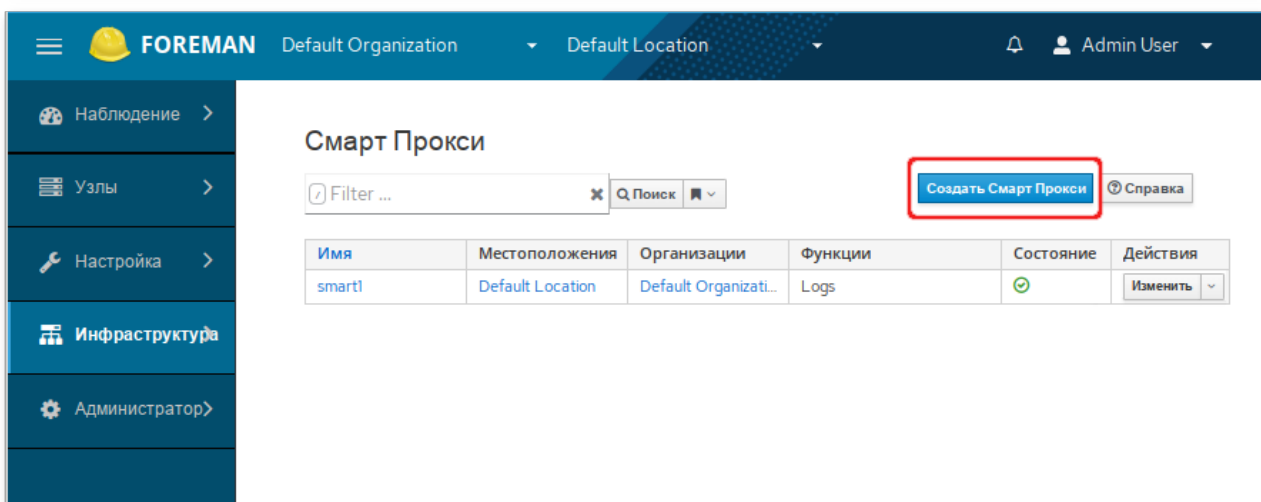 FOREMAN Default Organization Default Location Admin User
Наблюдение
Узлы
Настройка
Инфраструктура
Администратор
Смарт Прокси
Filter ... Поиск Создать Смарт Прокси Справка
Имя Местоположения Организации Функции Состояние Действия
smart1 Default Location Default Organizati... Logs Изменить